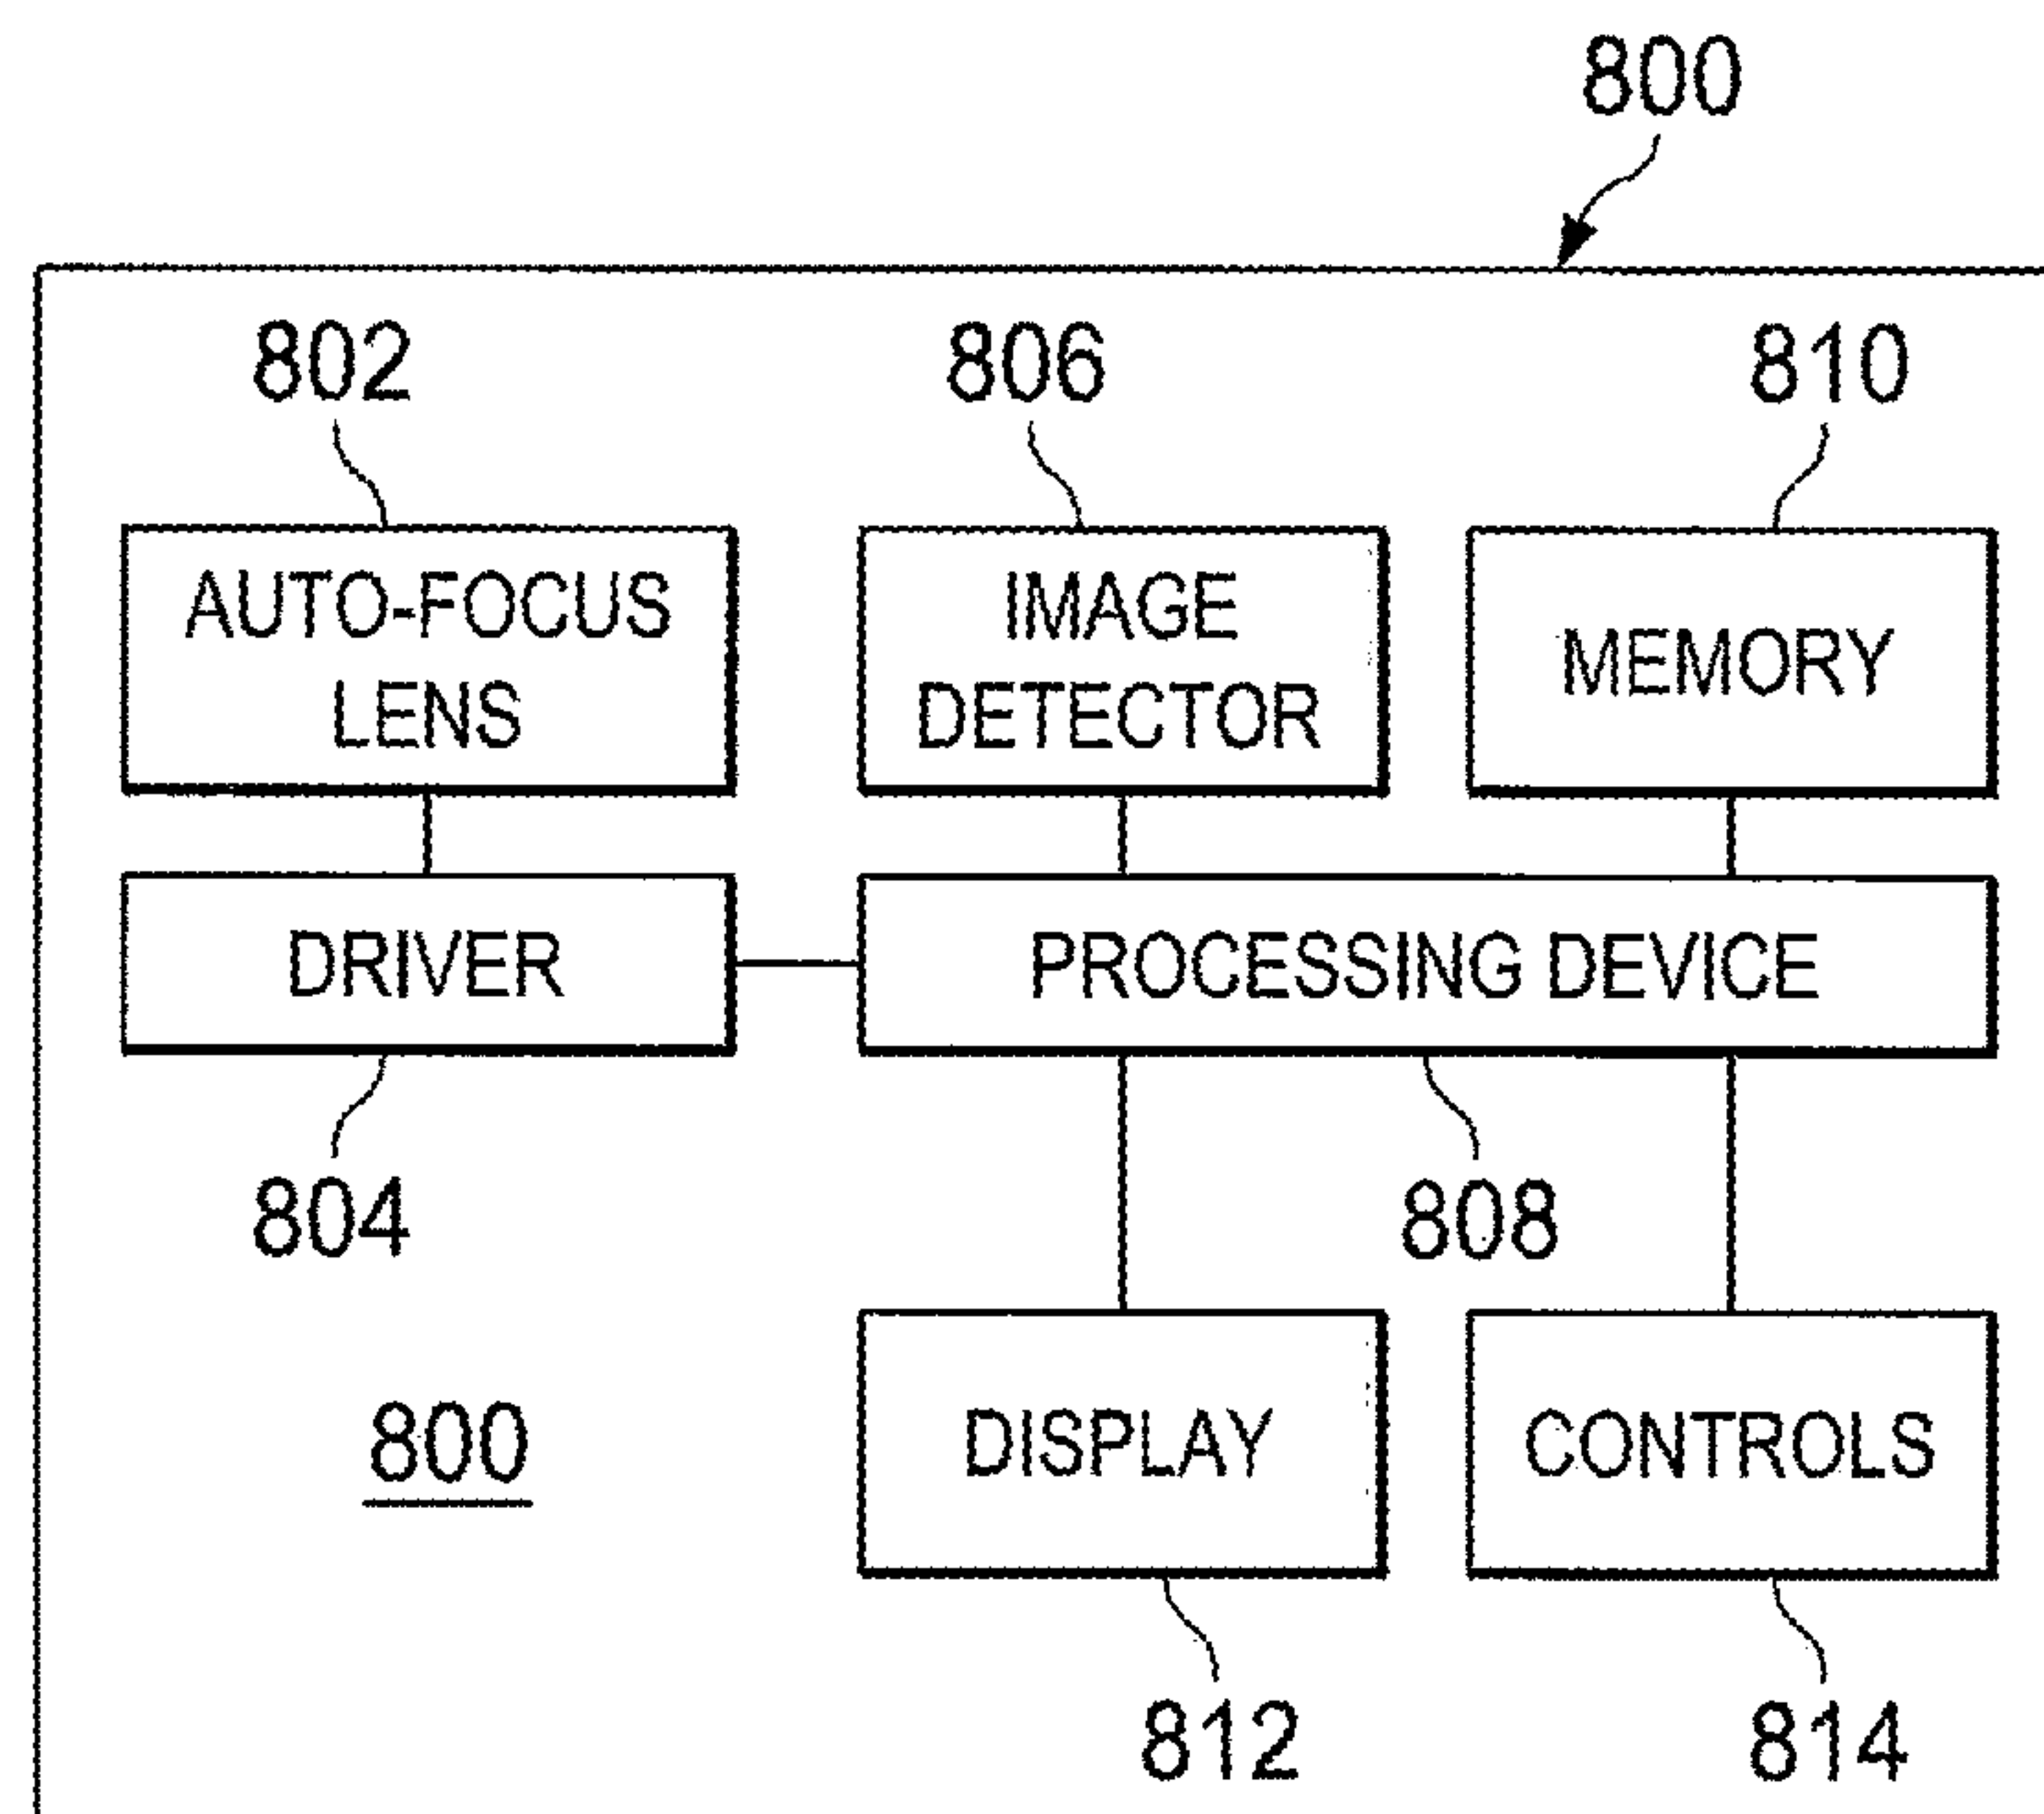 800
802
806
810
AUTO-FOCUS
LENS
IMAGE
DETECTOR
MEMORY
DRIVER
PROCESSING DEVICE
804
808
800
DISPLAY
CONTROLS
812
814